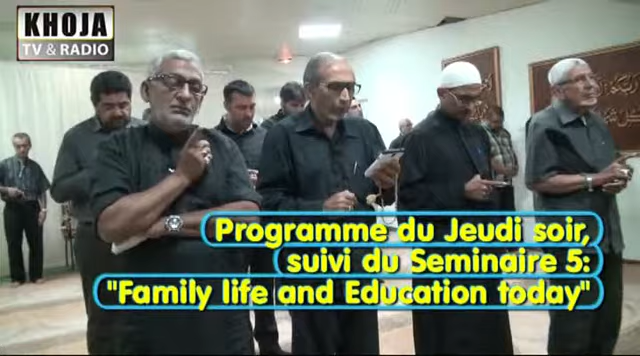 KHOJA
TV & RADIO
Programme du Jeudi soir,
suivi du Seminaire 5:
"Family life and Education today"